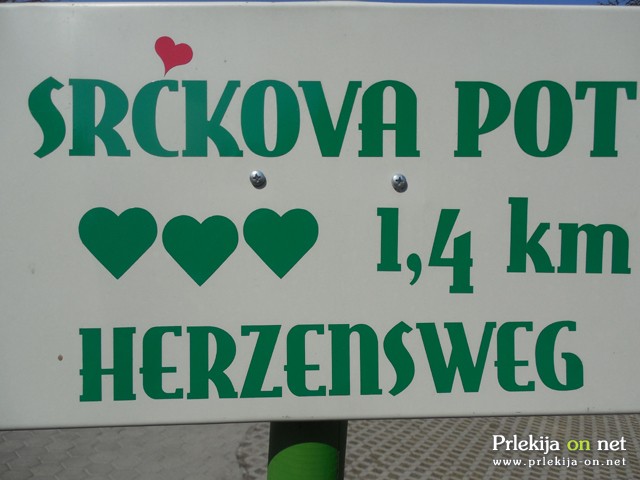 SRČKOVA POT
1,4 km
HERZENSWEG
Prlekija on net
www.prlekija-on.net